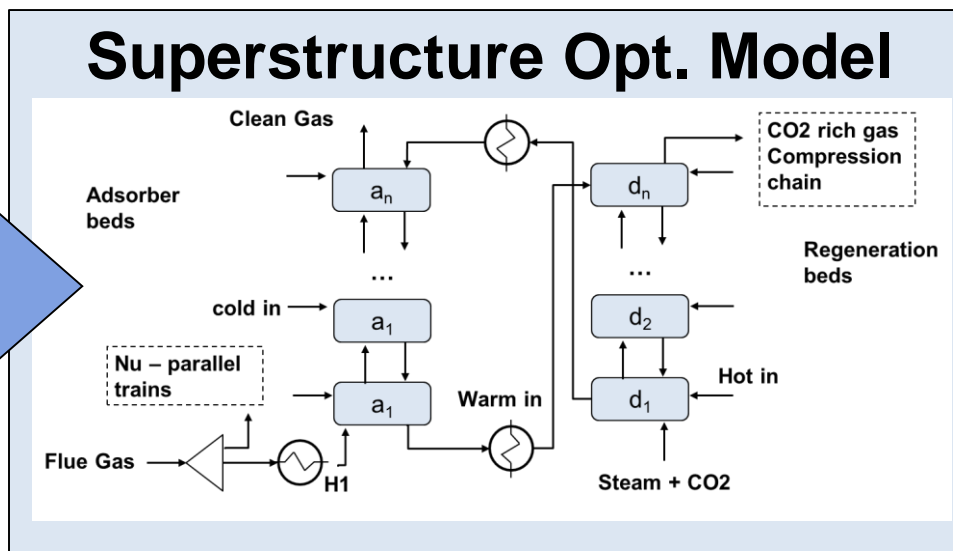 Superstructure Opt. Model
Clean Gas
CO2 rich gas
Compression
chain
Adsorber
beds
aₙ
dₙ
Regeneration
beds
...
...
cold in
a₁
d₂
Nu – parallel
trains
Hot in
Warm in
a₁
d₁
Flue Gas
H1
Steam + CO2